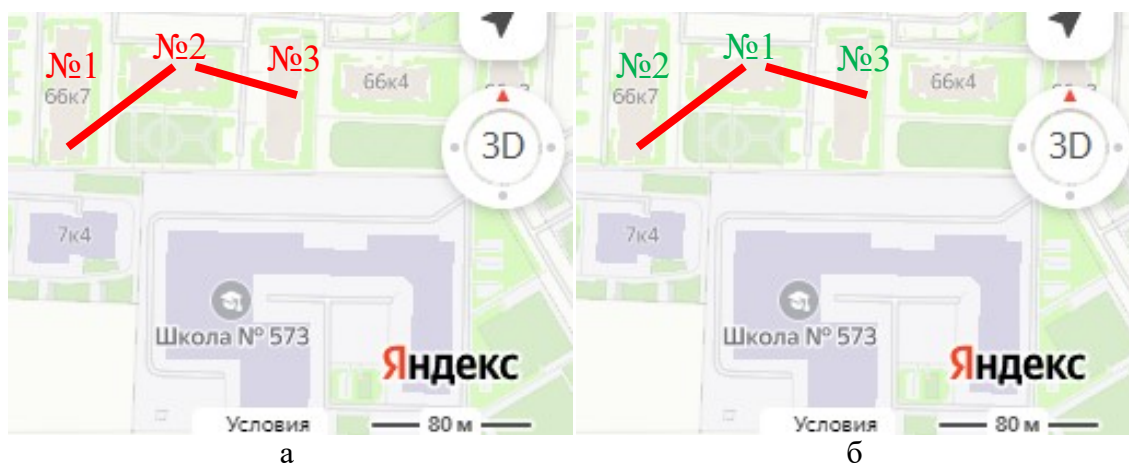 №1 №2 №3
66к7
66к4
3D
7к4
Школа № 573
Яндекс
Условия
80 м
а
№2 №1 №3
66к7
66к4
3D
7к4
Школа № 573
Яндекс
Условия
80 м
б